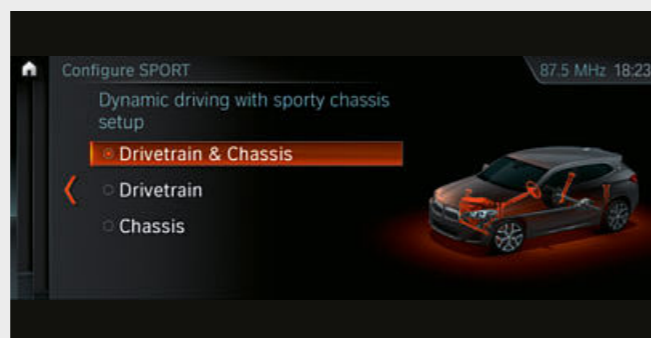 Configure SPORT
87.5 MHz 18:23
Dynamic driving with sporty chassis
setup
Drivetrain & Chassis
Drivetrain
Chassis